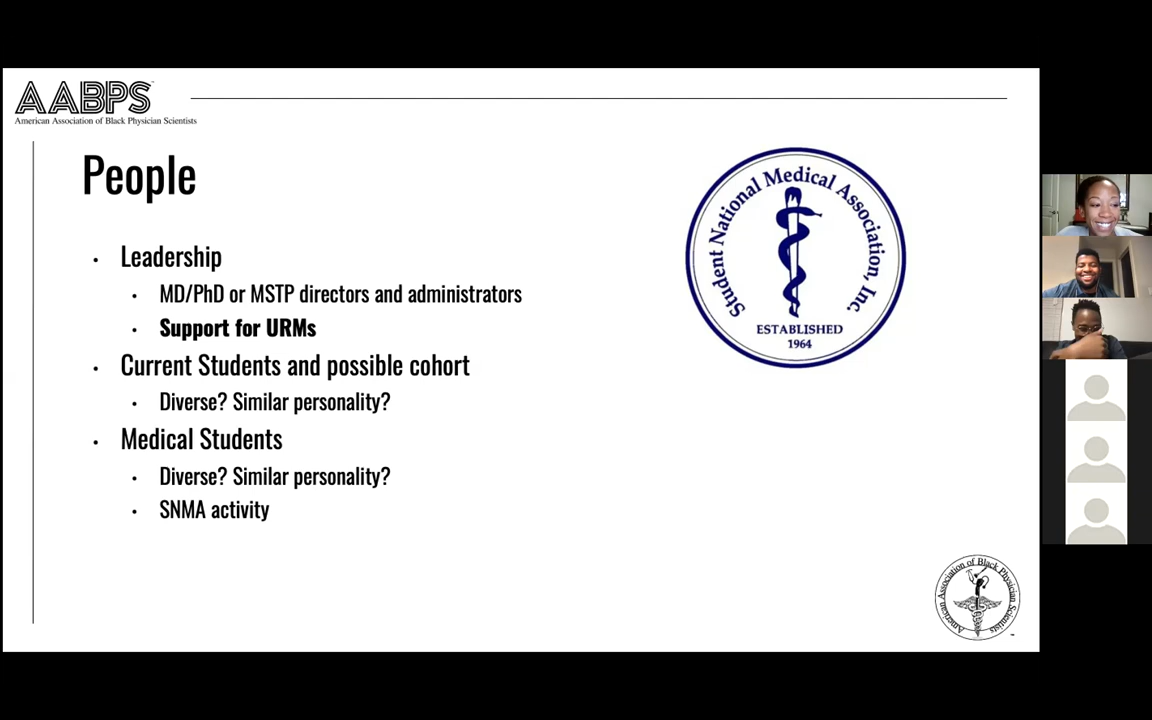 AABPS
American Association of Black Physician Scientists
People
Leadership
MD/PhD or MSTP directors and administrators
Support for URMs
Current Students and possible cohort
Diverse? Similar personality?
Medical Students
Diverse? Similar personality?
SNMA activity
Student National Medical Association, Inc.
ESTABLISHED
1964
American Association of Black Physician Scientists